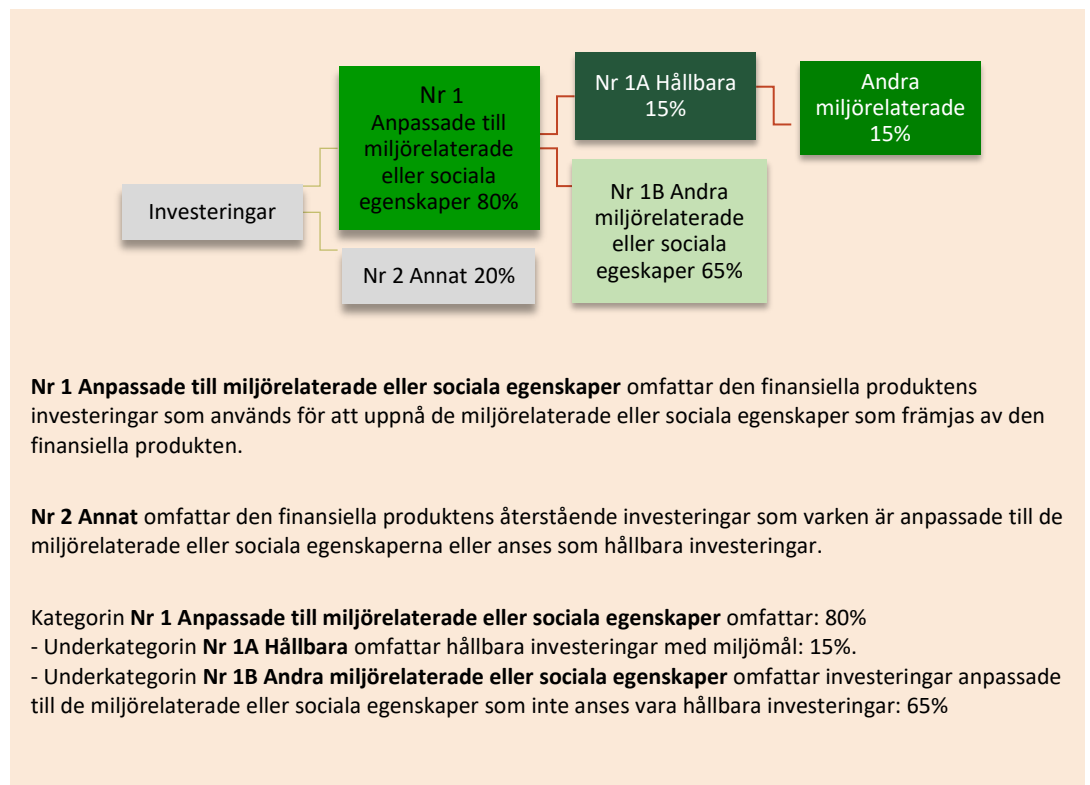 Investeringar
Nr 1
Anpassade till
miljörelaterade
eller sociala
egenskaper 80%
Nr 2 Annat 20%
Nr 1A Hållbara
15%
Nr 1B Andra
miljörelaterade
eller sociala
egeskaper 65%
Andra
miljörelaterade
15%
Nr 1 Anpassade till miljörelaterade eller sociala egenskaper omfattar den finansiella produktens
investeringar som används för att uppnå de miljörelaterade eller sociala egenskaper som främjas av den
finansiella produkten.
Nr 2 Annat omfattar den finansiella produktens återstående investeringar som varken är anpassade till de
miljörelaterade eller sociala egenskaperna eller anses som hållbara investeringar.
Kategorin Nr 1 Anpassade till miljörelaterade eller sociala egenskaper omfattar: 80%
- Underkategorin Nr 1A Hållbara omfattar hållbara investeringar med miljömål: 15%.
- Underkategorin Nr 1B Andra miljörelaterade eller sociala egenskaper omfattar investeringar anpassade
till de miljörelaterade eller sociala egenskaper som inte anses vara hållbara investeringar: 65%